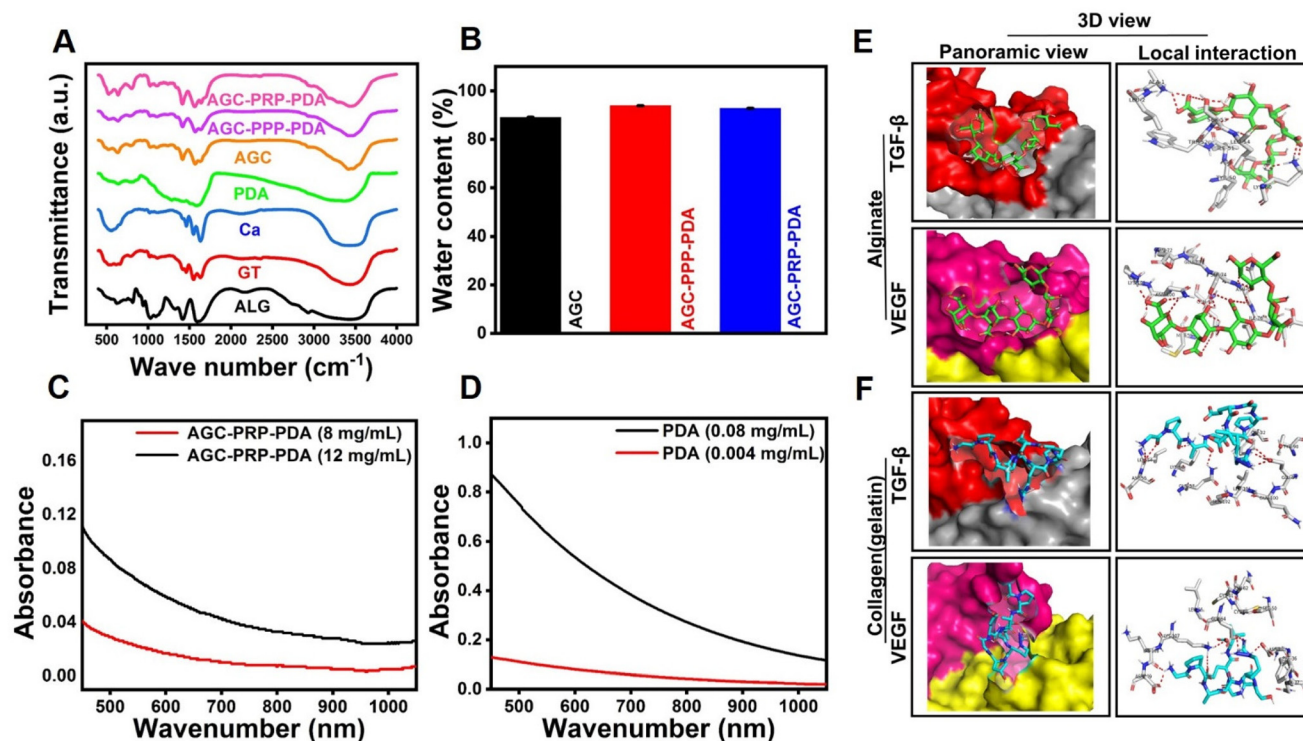 A
Transmittance (a.u.)
AGC-PRP-PDA
AGC-PPP-PDA
AGC
PDA
Ca
GT
ALG
500 1000 1500 2000 2500 3000 3500 4000
Wave number (cm-1)
B
Water content (%)
100
80
60
40
20
0
AGC
AGC-PPP-PDA
AGC-PRP-PDA
C
Absorbance
0.16
0.12
0.08
0.04
0.00
AGC-PRP-PDA (8 mg/mL)
AGC-PRP-PDA (12 mg/mL)
500 600 700 800 900 1000
Wavenumber (nm)
D
Absorbance
1.0
0.8
0.6
0.4
0.2
0.0
PDA (0.08 mg/mL)
PDA (0.004 mg/mL)
500 600 700 800 900 1000
Wavenumber (nm)
3D view
E
Panoramic view
Local interaction
Alginate
TGF-β
VEGF
F
Collagen(gelatin)
TGF-β
VEGF